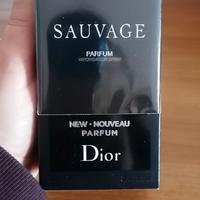 SAUVAGE
PARFUM
VAPORISATEUR SPRAY
NEW · NOUVEAU
PARFUM
Dior